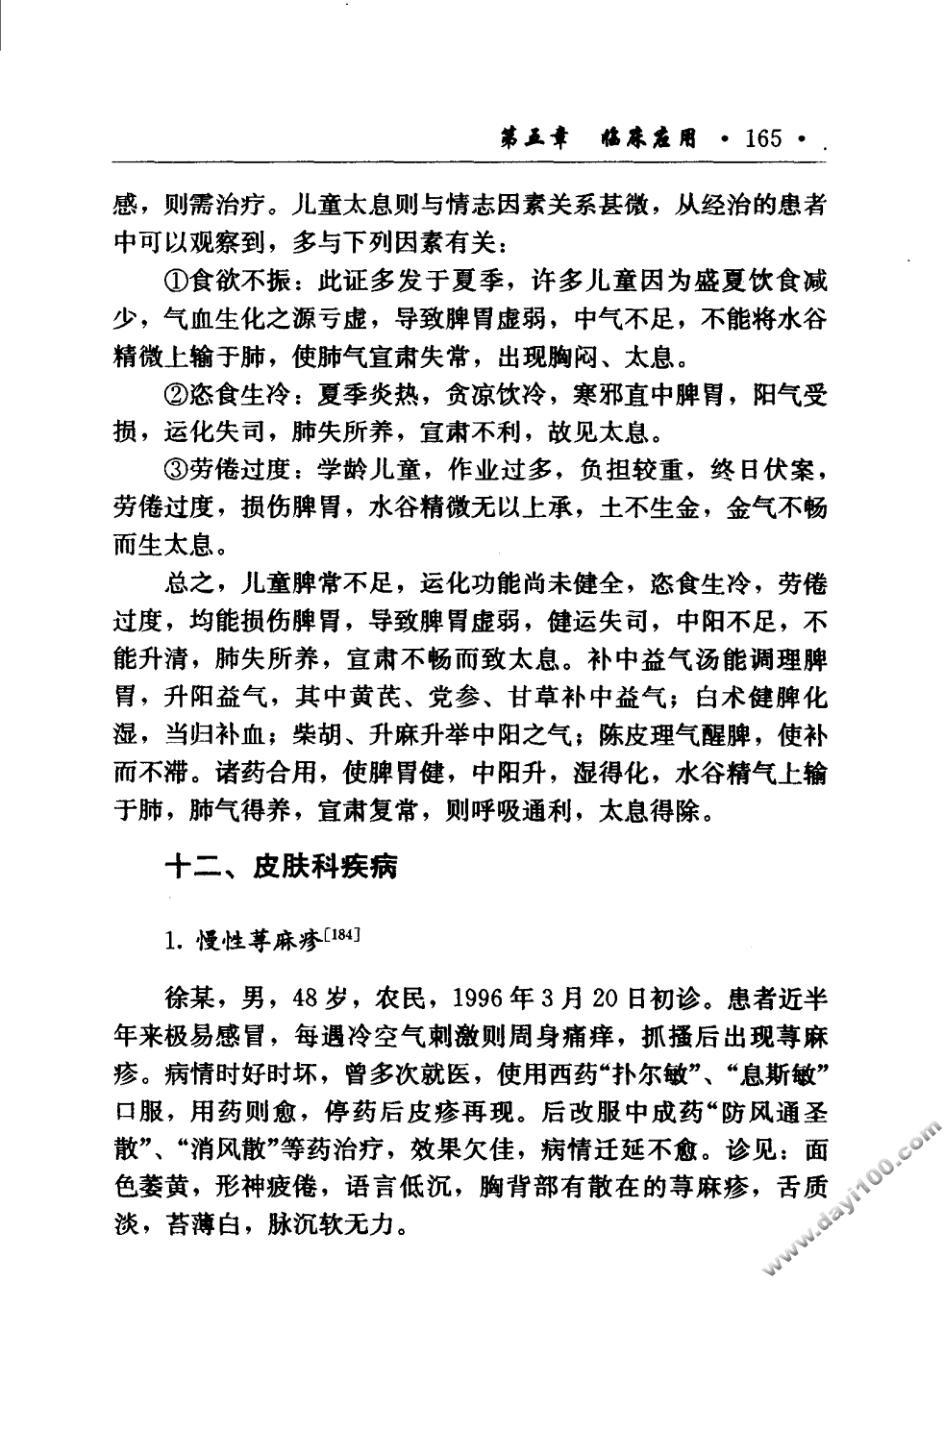 第五章　临床应用 · 165 ·
感，则需治疗。儿童太息则与情志因素关系甚微，从经治的患者
中可以观察到，多与下列因素有关：
①食欲不振：此证多发于夏季，许多儿童因为盛夏饮食减
少，气血生化之源亏虚，导致脾胃虚弱，中气不足，不能将水谷
精微上输于肺，使肺气宣肃失常，出现胸闷、太息。
②恣食生冷：夏季炎热，贪凉饮冷，寒邪直中脾胃，阳气受
损，运化失司，肺失所养，宣肃不利，故见太息。
③劳倦过度：学龄儿童，作业过多，负担较重，终日伏案，
劳倦过度，损伤脾胃，水谷精微无以上承，土不生金，金气不畅
而生太息。
总之，儿童脾常不足，运化功能尚未健全，恣食生冷，劳倦
过度，均能损伤脾胃，导致脾胃虚弱，健运失司，中阳不足，不
能升清，肺失所养，宣肃不畅而致太息。补中益气汤能调理脾
胃，升阳益气，其中黄芪、党参、甘草补中益气；白术健脾化
湿，当归补血；柴胡、升麻升举中阳之气；陈皮理气醒脾，使补
而不滞。诸药合用，使脾胃健，中阳升，湿得化，水谷精气上输
于肺，肺气得养，宣肃复常，则呼吸通利，太息得除。
十二、皮肤科疾病
1. 慢性荨麻疹[184]
徐某，男，48 岁，农民，1996 年 3 月 20 日初诊。患者近半
年来极易感冒，每遇冷空气刺激则周身痛痒，抓搔后出现荨麻
疹。病情时好时坏，曾多次就医，使用西药“扑尔敏”、“息斯敏”
口服，用药则愈，停药后皮疹再现。后改服中成药“防风通圣
散”、“消风散”等药治疗，效果欠佳，病情迁延不愈。诊见：面
色萎黄，形神疲倦，语言低沉，胸背部有散在的荨麻疹，舌质
淡，苔薄白，脉沉软无力。
www.dayi100.com